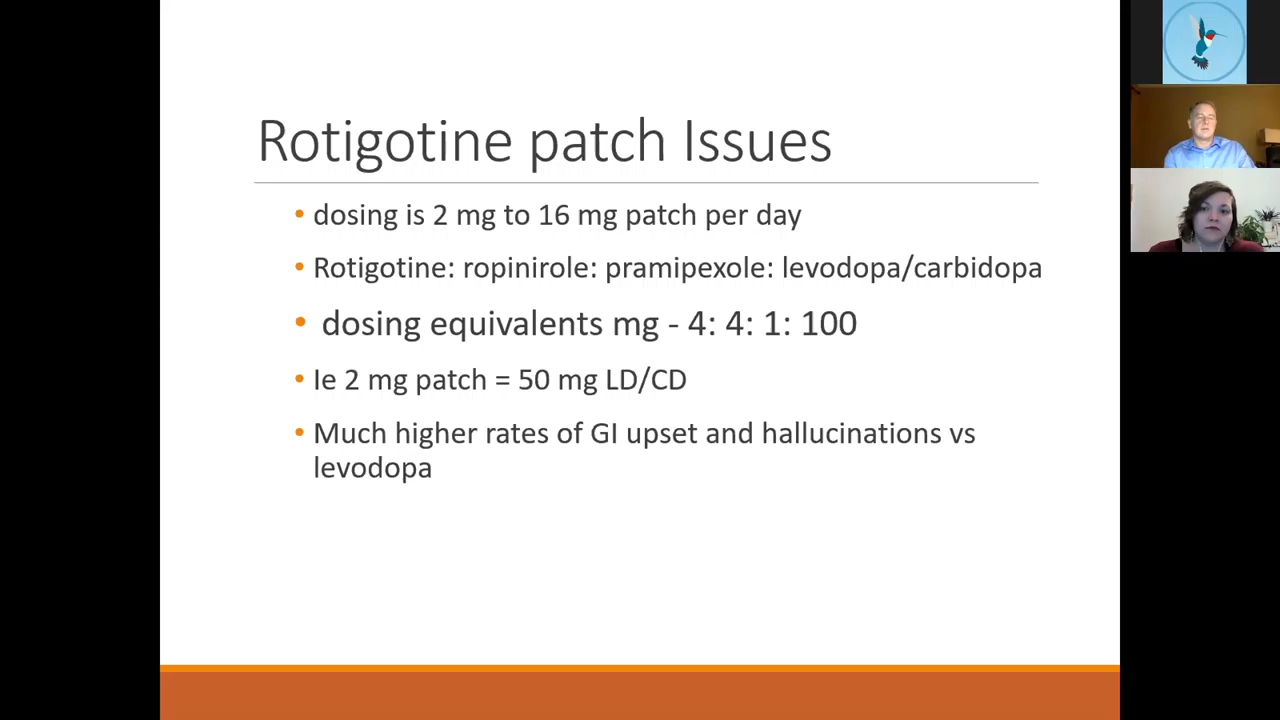 Rotigotine patch Issues
• dosing is 2 mg to 16 mg patch per day
• Rotigotine: ropinirole: pramipexole: levodopa/carbidopa
• dosing equivalents mg - 4: 4: 1: 100
• Ie 2 mg patch = 50 mg LD/CD
• Much higher rates of GI upset and hallucinations vs
levodopa